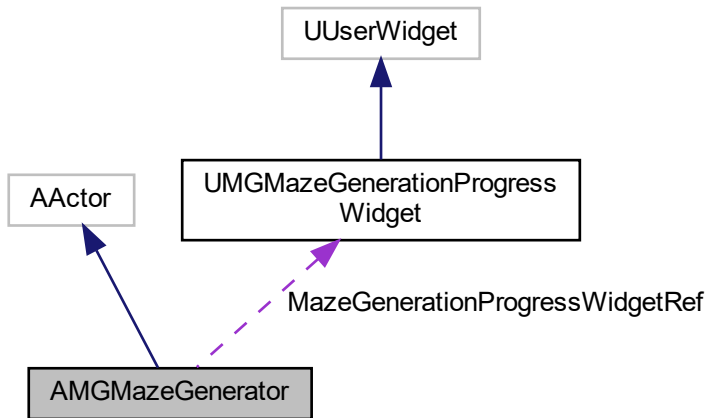 UUserWidget
UMGMazeGenerationProgress
Widget
AActor
MazeGenerationProgressWidgetRef
AMGMazeGenerator